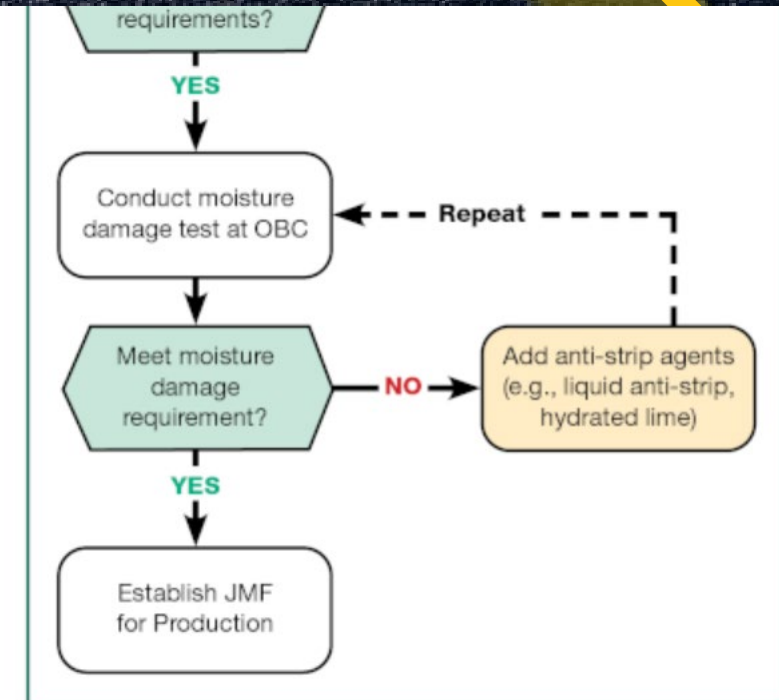 requirements?
YES
Conduct moisture
damage test at OBC
Repeat
Meet moisture
damage
requirement?
NO
Add anti-strip agents
(e.g., liquid anti-strip,
hydrated lime)
YES
Establish JMF
for Production